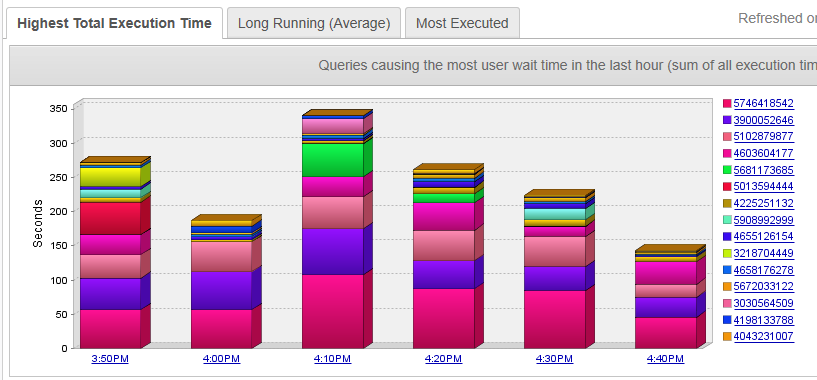 Highest Total Execution Time
Long Running (Average)
Most Executed
Refreshed on
Queries causing the most user wait time in the last hour (sum of all execution tim
350
300
250
200
150
100
50
0
Seconds
3:50PM
4:00PM
4:10PM
4:20PM
4:30PM
4:40PM
5746418542
3900052646
5102879877
4603604177
5681173685
5013594444
4225251132
5908992999
4655126154
3218704449
4658176278
5672033122
3030564509
4198133788
4043231007